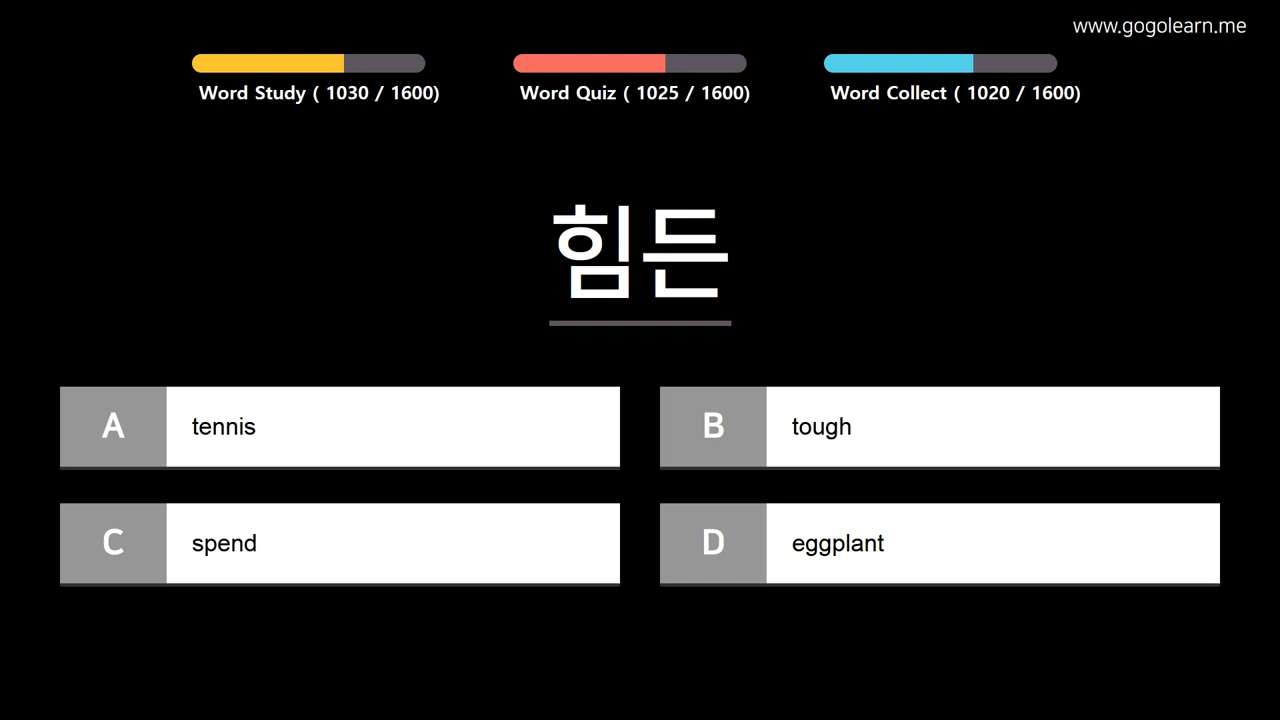 www.gogolearn.me
Word Study ( 1030 / 1600)
Word Quiz ( 1025 / 1600)
Word Collect ( 1020 / 1600)
힘든
A tennis
B tough
C spend
D eggplant